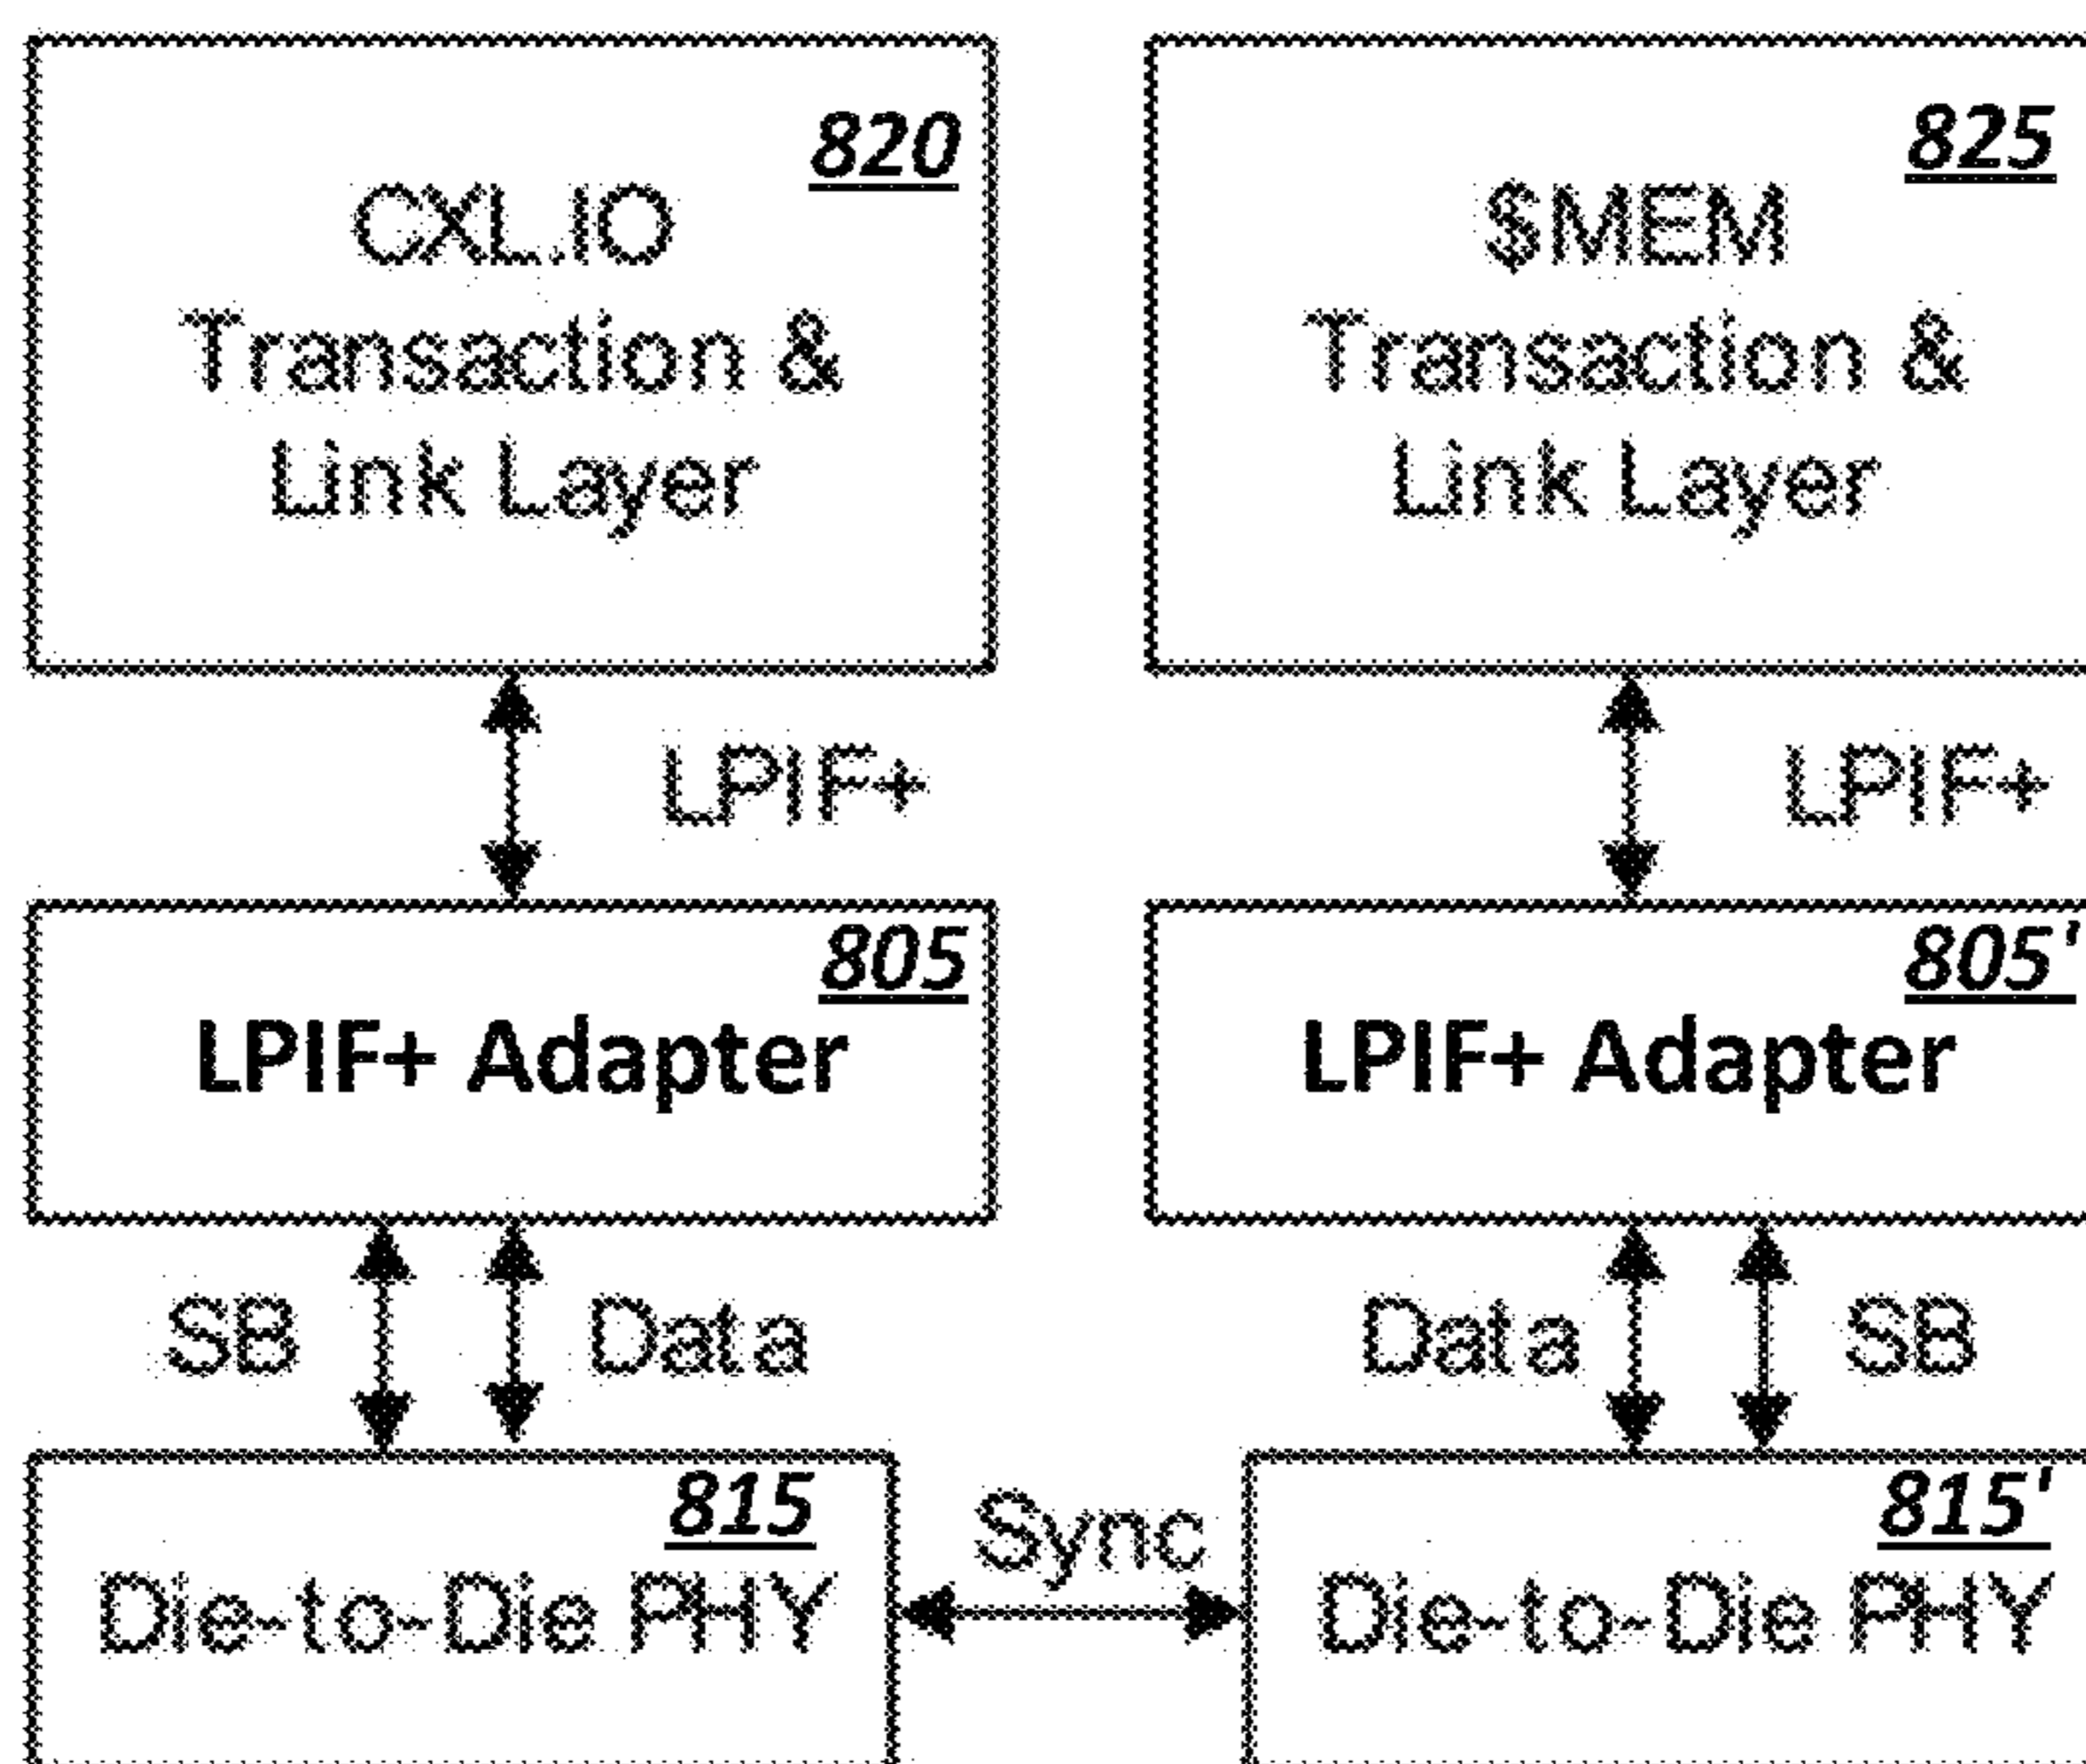 820
CXL.IO
Transaction &
Link Layer
825
$MEM
Transaction &
Link Layer
LPIF+
LPIF+
805
LPIF+ Adapter
805'
LPIF+ Adapter
SB
Data
Data
SB
815
Die-to-Die PHY
Sync
815'
Die-to-Die PHY